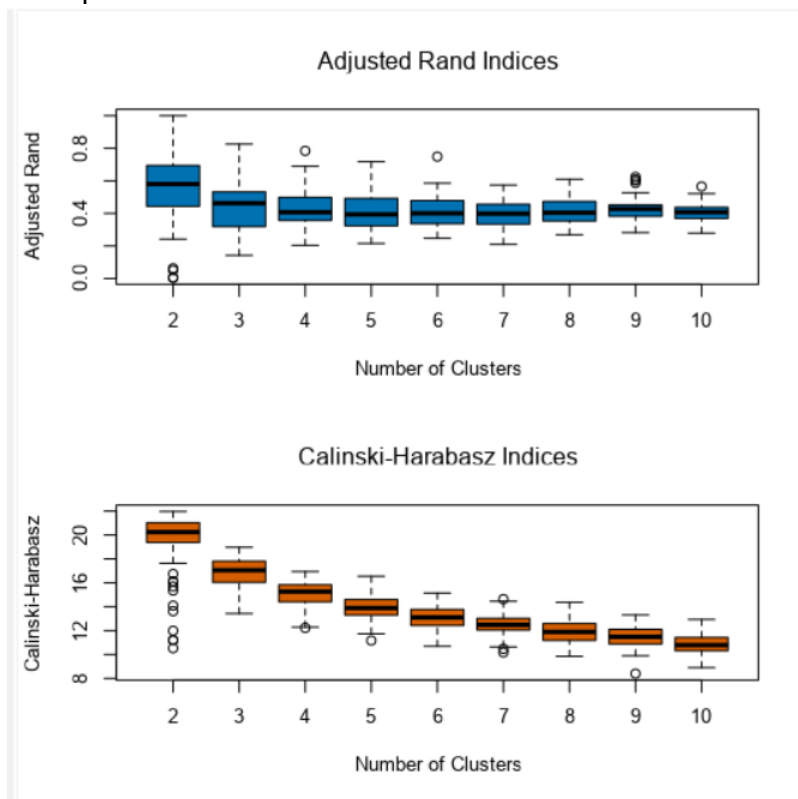 Adjusted Rand Indices
Adjusted Rand
0.0 0.4 0.8
2 3 4 5 6 7 8 9 10
Number of Clusters
Calinski-Harabasz Indices
Calinski-Harabasz
8 12 16 20
2 3 4 5 6 7 8 9 10
Number of Clusters